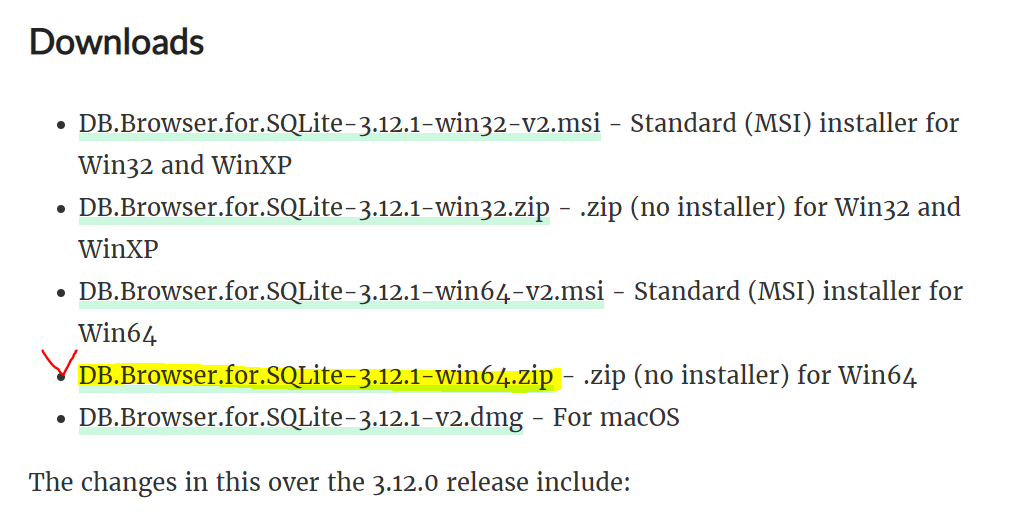 Downloads
DB.Browser.for.SQLite-3.12.1-win32-v2.msi - Standard (MSI) installer for
Win32 and WinXP
DB.Browser.for.SQLite-3.12.1-win32.zip - .zip (no installer) for Win32 and
WinXP
DB.Browser.for.SQLite-3.12.1-win64-v2.msi - Standard (MSI) installer for
Win64
DB.Browser.for.SQLite-3.12.1-win64.zip - .zip (no installer) for Win64
DB.Browser.for.SQLite-3.12.1-v2.dmg - For macOS
The changes in this over the 3.12.0 release include: